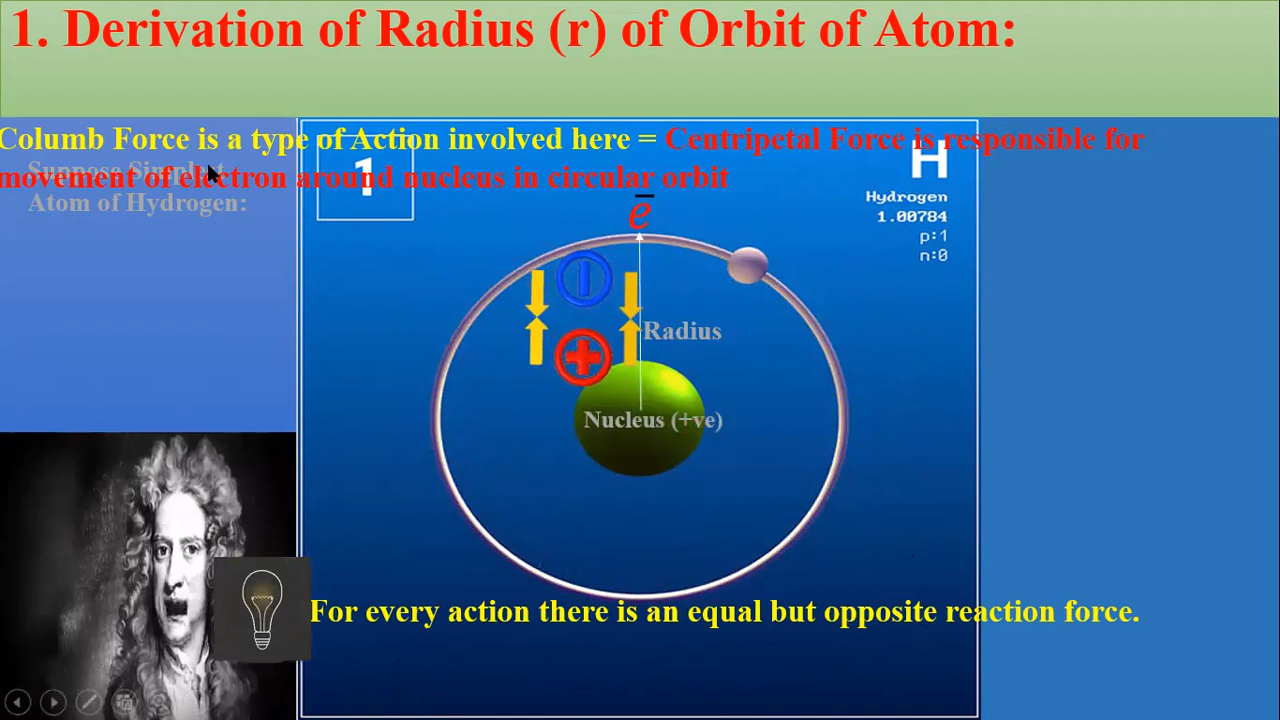 1. Derivation of Radius (r) of Orbit of Atom:
Columb Force is a type of Action involved here = Centripetal Force is responsible for
movement of electron around nucleus in circular orbit
Suppose Simplest
Atom of Hydrogen:
1
H
Hydrogen
1.00784
p:1
n:0
e̅
Radius
Nucleus (+ve)
For every action there is an equal but opposite reaction force.